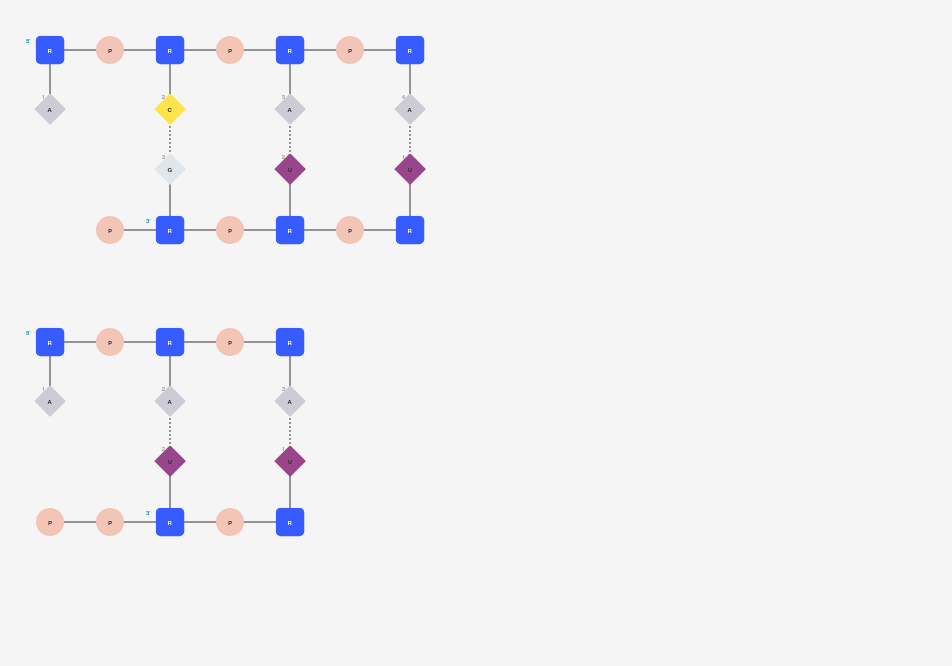 5'
R P R P R P R
1 2 3 4
A C A A
3 2 1
G U U
3'
P R P R P R
5'
R P R P R
1 2 3
A A A
2 1
U U
3'
P P R P R